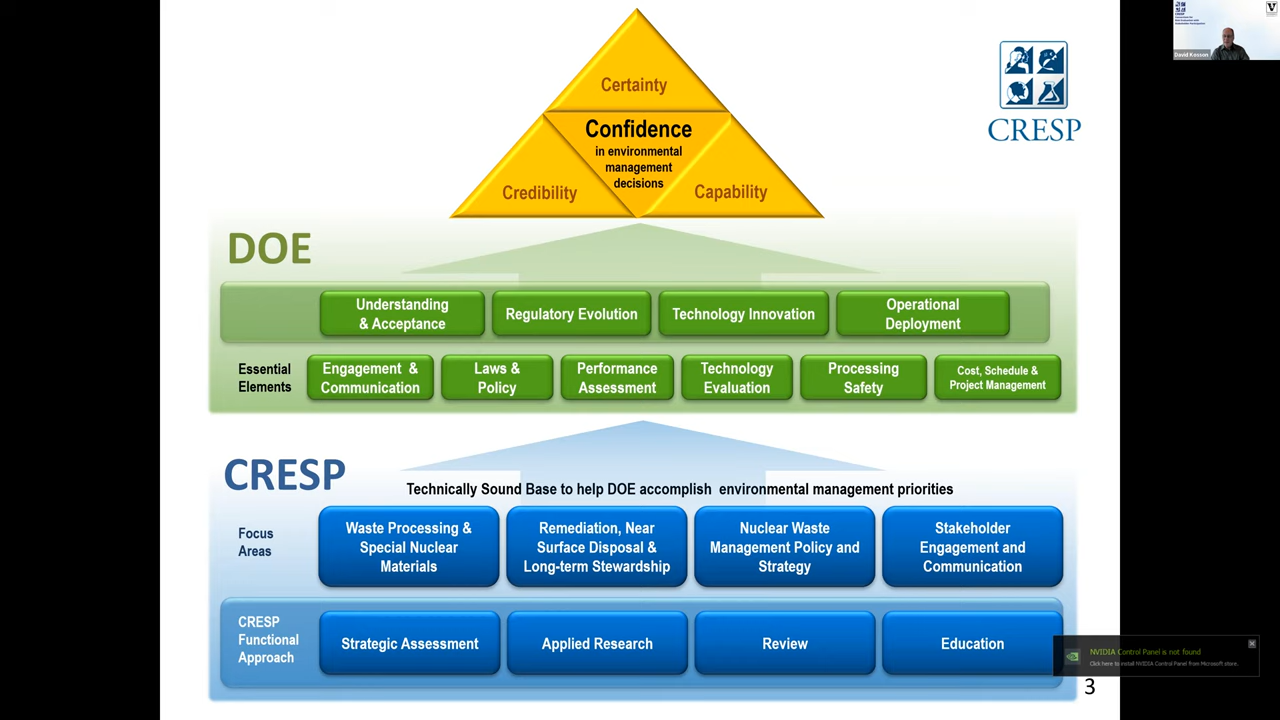 Certainty
Confidence
in environmental
management
decisions
Credibility
Capability
CRESP
DOE
Understanding
& Acceptance
Regulatory Evolution
Technology Innovation
Operational
Deployment
Essential
Elements
Engagement &
Communication
Laws &
Policy
Performance
Assessment
Technology
Evaluation
Processing
Safety
Cost, Schedule &
Project Management
CRESP
Technically Sound Base to help DOE accomplish environmental management priorities
Focus
Areas
Waste Processing &
Special Nuclear
Materials
Remediation, Near
Surface Disposal &
Long-term Stewardship
Nuclear Waste
Management Policy and
Strategy
Stakeholder
Engagement and
Communication
CRESP
Functional
Approach
Strategic Assessment
Applied Research
Review
Education
3
NVIDIA Control Panel is not found
Click here to install NVIDIA Control Panel from Microsoft store.
CRESP
V
David Kosson